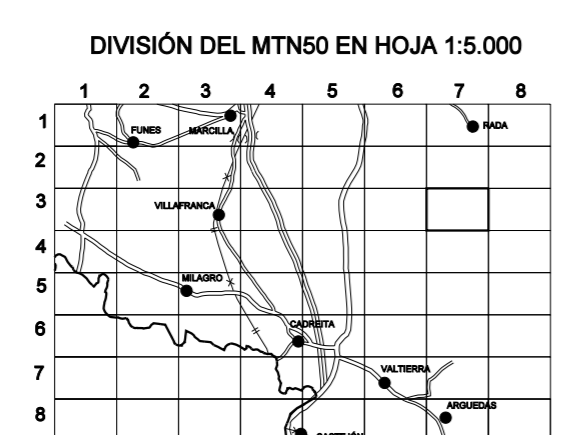 DIVISIÓN DEL MTN50 EN HOJA 1:5.000
1 2 3 4 5 6 7 8
1
FUNES
MARCILLA
RADA
2
3
VILLAFRANCA
4
5
MILAGRO
6
CADREITA
7
VALTIERRA
ARGUEDAS
8